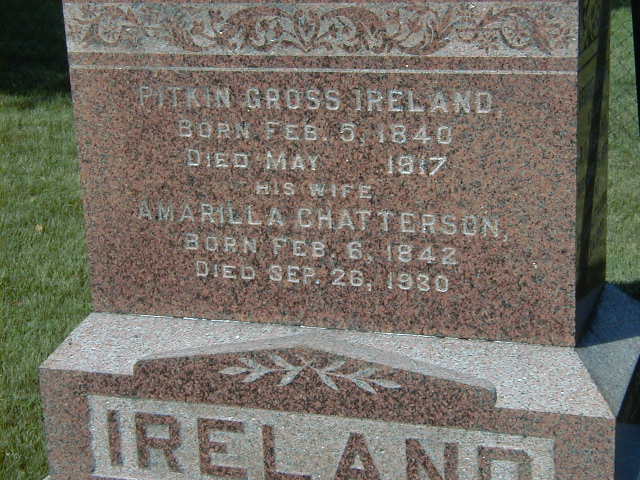 PITKIN GROSS IRELAND,
BORN FEB. 5, 1840
DIED MAY 1917
HIS WIFE
AMARILLA CHATTERSON,
BORN FEB. 6, 1842
DIED SEP. 26, 1930
IRELAND